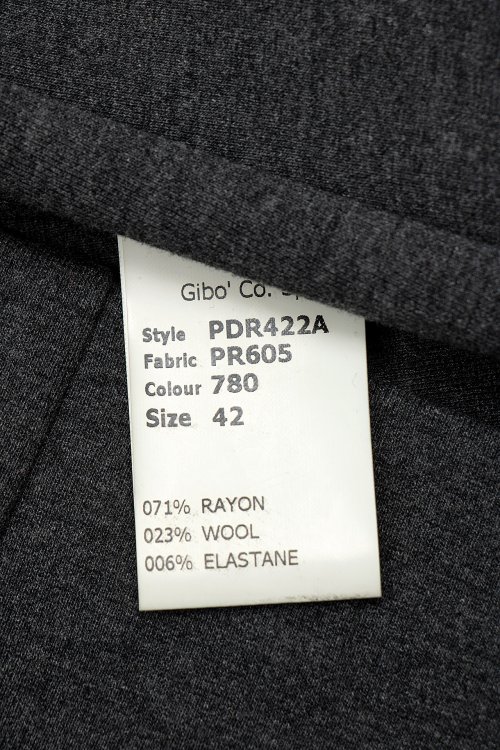 Gibo' Co.
Style PDR422A
Fabric PR605
Colour 780
Size 42
071% RAYON
023% WOOL
006% ELASTANE